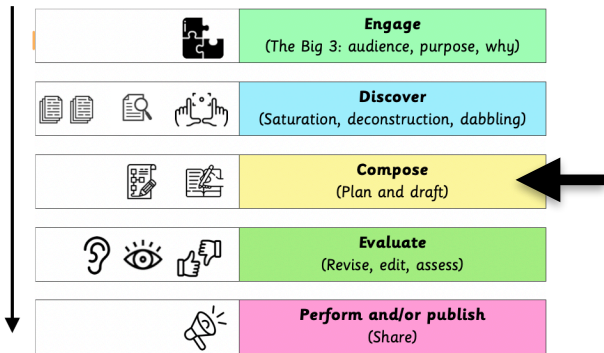 Engage
(The Big 3: audience, purpose, why)
Discover
(Saturation, deconstruction, dabbling)
Compose
(Plan and draft)
Evaluate
(Revise, edit, assess)
Perform and/or publish
(Share)